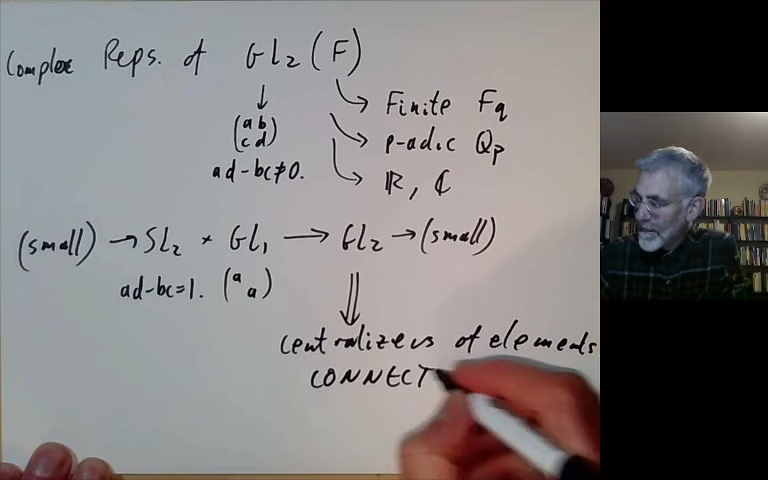 Complex Reps. of GL2 (F)
Finite Fq
(a b
c d)
p-adic Qp
ad-bc≠0.
ℝ, ℂ
(small) → SL2 × GL1 → GL2 → (small)
ad-bc=1. (a
a)
⇓
centralizers of elements
CONNECT